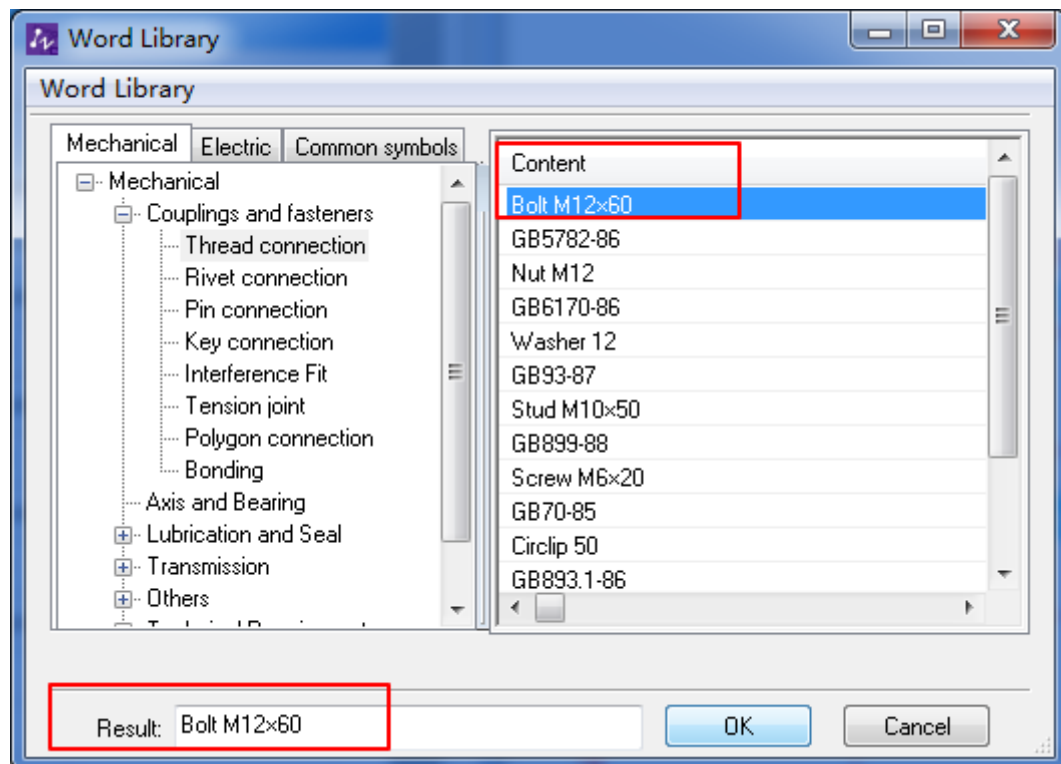 Word Library
Word Library
Mechanical Electric Common symbols
Mechanical
Couplings and fasteners
Thread connection
Rivet connection
Pin connection
Key connection
Interference Fit
Tension joint
Polygon connection
Bonding
Axis and Bearing
Lubrication and Seal
Transmission
Others
Content
Bolt M12×60
GB5782-86
Nut M12
GB6170-86
Washer 12
GB93-87
Stud M10×50
GB899-88
Screw M6×20
GB70-85
Circlip 50
GB893.1-86
Result: Bolt M12×60
OK Cancel